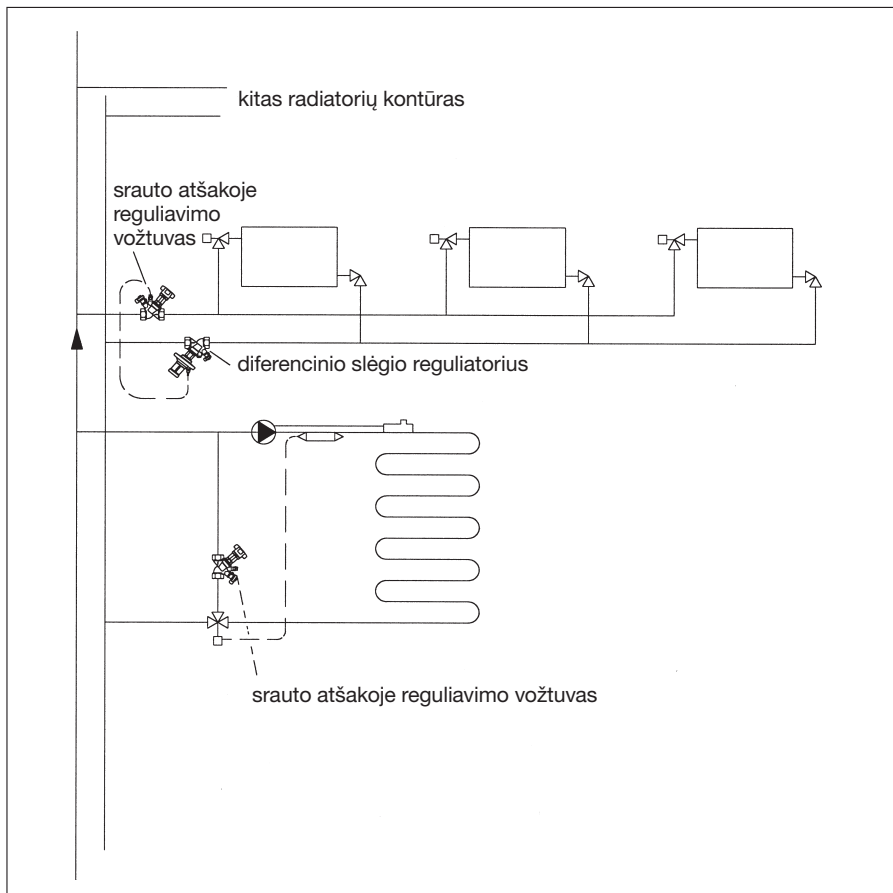 kitas radiatorių kontūras
srauto atšakoje
reguliavimo
vožtuvas
diferencinio slėgio reguliatorius
srauto atšakoje reguliavimo vožtuvas